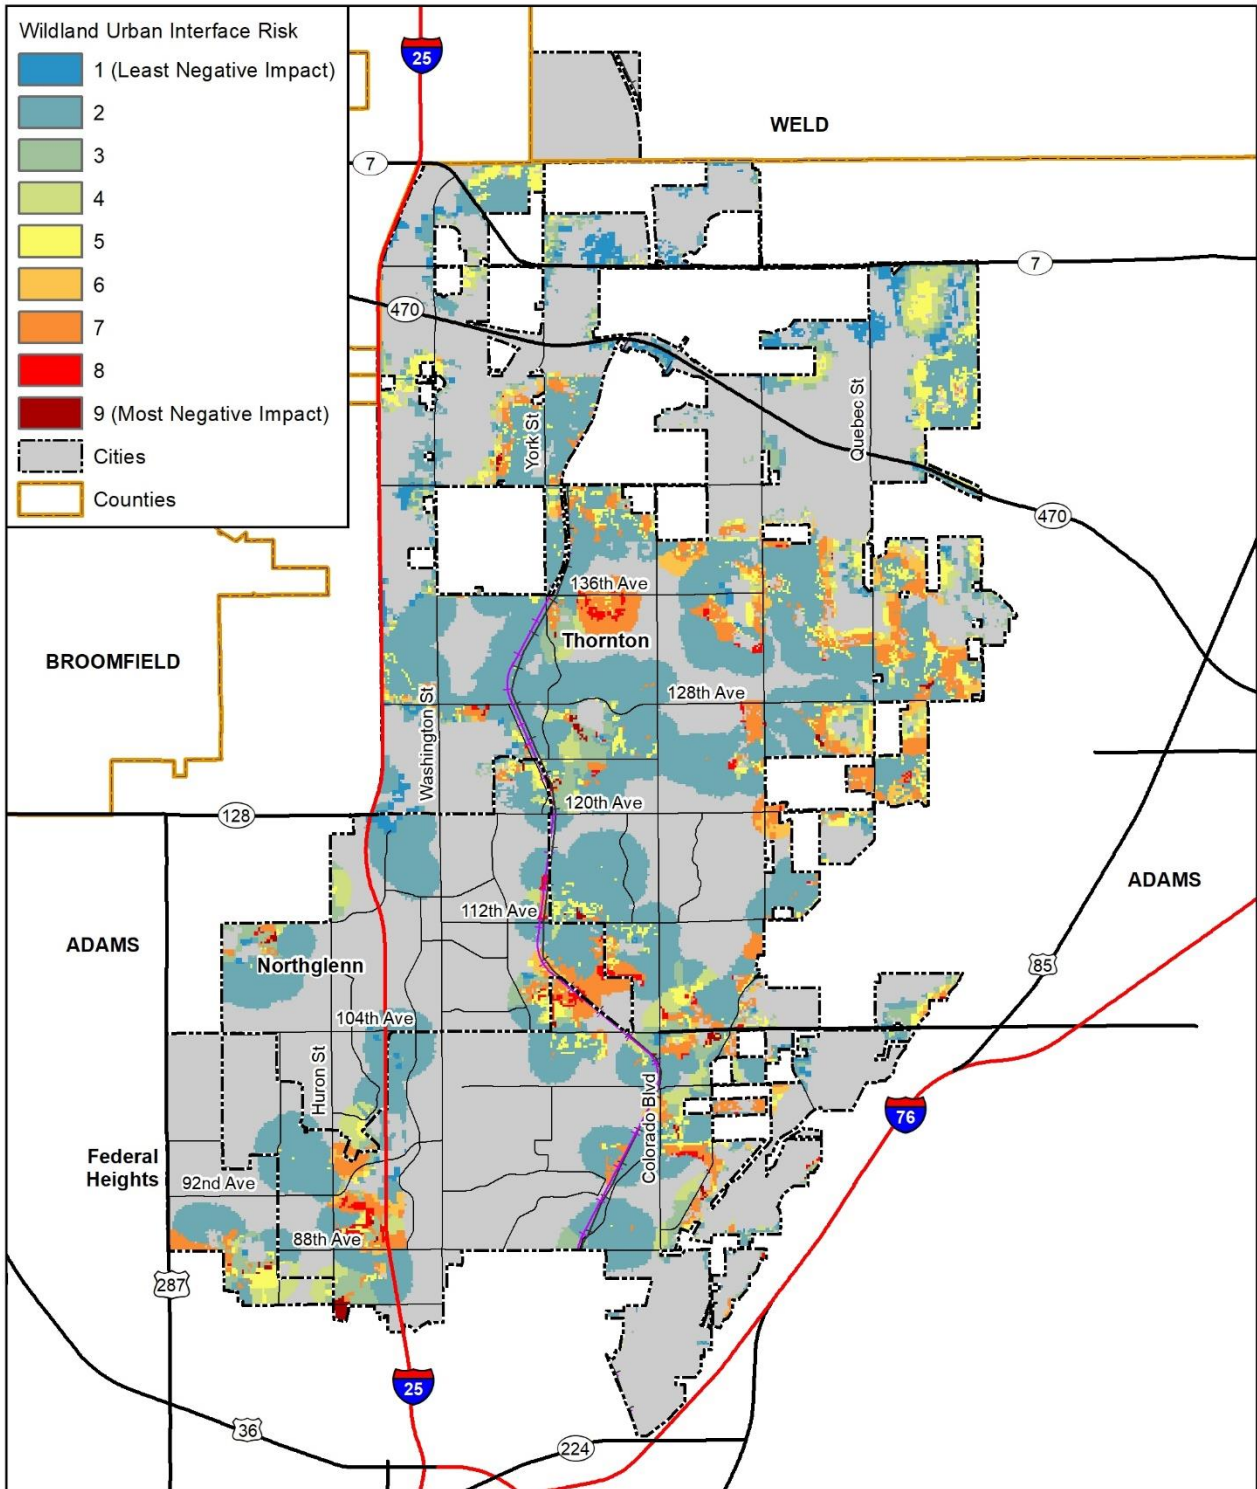 Wildland Urban Interface Risk
1 (Least Negative Impact)
2
3
4
5
6
7
8
9 (Most Negative Impact)
Cities
Counties
25
WELD
7
7
470
York St
Quebec St
470
136th Ave
Thornton
BROOMFIELD
128th Ave
Washington St
120th Ave
128
ADAMS
112th Ave
ADAMS
Northglenn
85
104th Ave
Huron St
76
Colorado Blvd
Federal
Heights
92nd Ave
88th Ave
287
25
36
224